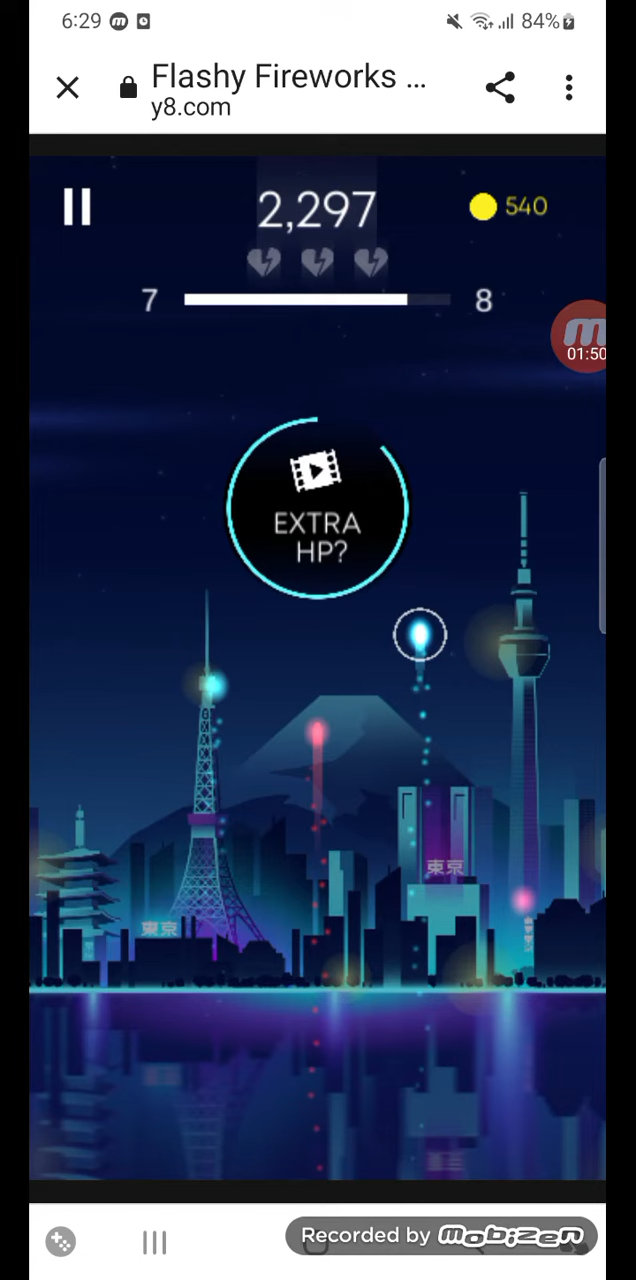 6:29
84%
Flashy Fireworks ...
y8.com
2,297
540
7
8
01:50
EXTRA
HP?
東京
東京
Recorded by mobizen